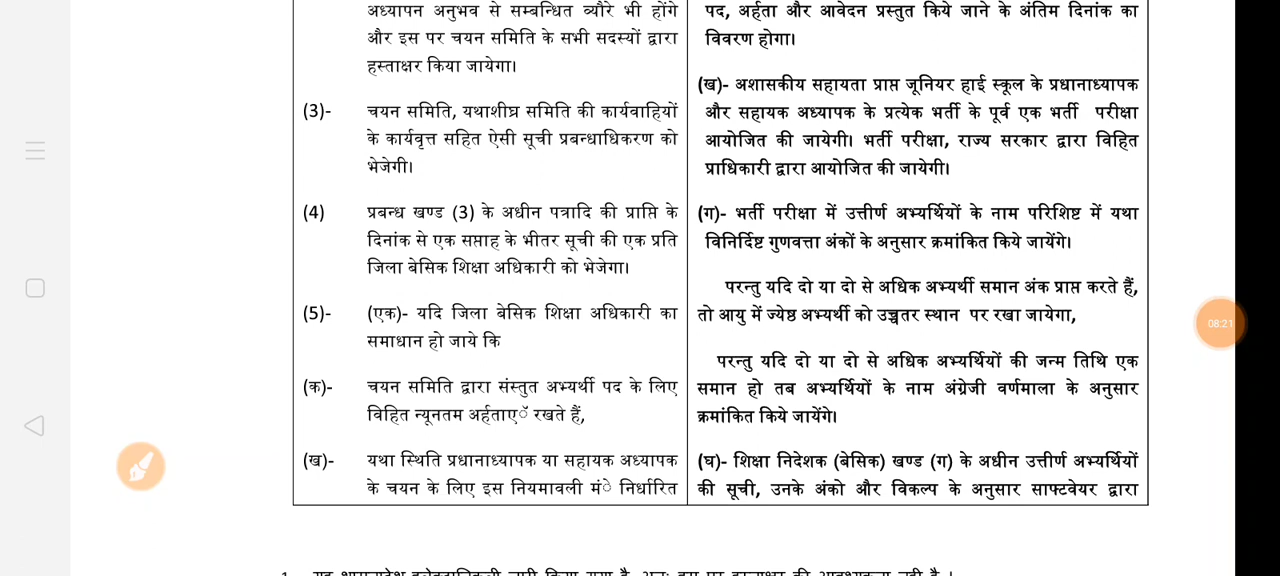 अध्यापन अनुभव से सम्बन्धित व्यौरे भी होंगे
और इस पर चयन समिति के सभी सदस्यों द्वारा
हस्ताक्षर किया जायेगा।
(3)- चयन समिति, यथाशीघ्र समिति की कार्यवाहियों
के कार्यवृत्त सहित ऐसी सूची प्रबन्धाधिकरण को
भेजेगी।
(4) प्रबन्ध खण्ड (3) के अधीन पत्रादि की प्राप्ति के
दिनांक से एक सप्ताह के भीतर सूची की एक प्रति
जिला बेसिक शिक्षा अधिकारी को भेजेगा।
(5)- (एक)- यदि जिला बेसिक शिक्षा अधिकारी का
समाधान हो जाये कि
(क)- चयन समिति द्वारा संस्तुत अभ्यर्थी पद के लिए
विहित न्यूनतम अर्हताएॅ रखते हैं,
(ख)- यथा स्थिति प्रधानाध्यापक या सहायक अध्यापक
के चयन के लिए इस नियमावली मंे निर्धारित
पद, अर्हता और आवेदन प्रस्तुत किये जाने के अंतिम दिनांक का
विवरण होगा।
(ख)- अशासकीय सहायता प्राप्त जूनियर हाई स्कूल के प्रधानाध्यापक
और सहायक अध्यापक के प्रत्येक भर्ती के पूर्व एक भर्ती परीक्षा
आयोजित की जायेगी। भर्ती परीक्षा, राज्य सरकार द्वारा विहित
प्राधिकारी द्वारा आयोजित की जायेगी।
(ग)- भर्ती परीक्षा में उत्तीर्ण अभ्यर्थियों के नाम परिशिष्ट में यथा
विनिर्दिष्ट गुणवत्ता अंकों के अनुसार क्रमांकित किये जायेंगे।
परन्तु यदि दो या दो से अधिक अभ्यर्थी समान अंक प्राप्त करते हैं,
तो आयु में ज्येष्ठ अभ्यर्थी को उच्चतर स्थान पर रखा जायेगा,
परन्तु यदि दो या दो से अधिक अभ्यर्थियों की जन्म तिथि एक
समान हो तब अभ्यर्थियों के नाम अंग्रेजी वर्णमाला के अनुसार
क्रमांकित किये जायेंगे।
(घ)- शिक्षा निदेशक (बेसिक) खण्ड (ग) के अधीन उत्तीर्ण अभ्यर्थियों
की सूची, उनके अंको और विकल्प के अनुसार साफ्टवेयर द्वारा
08:21